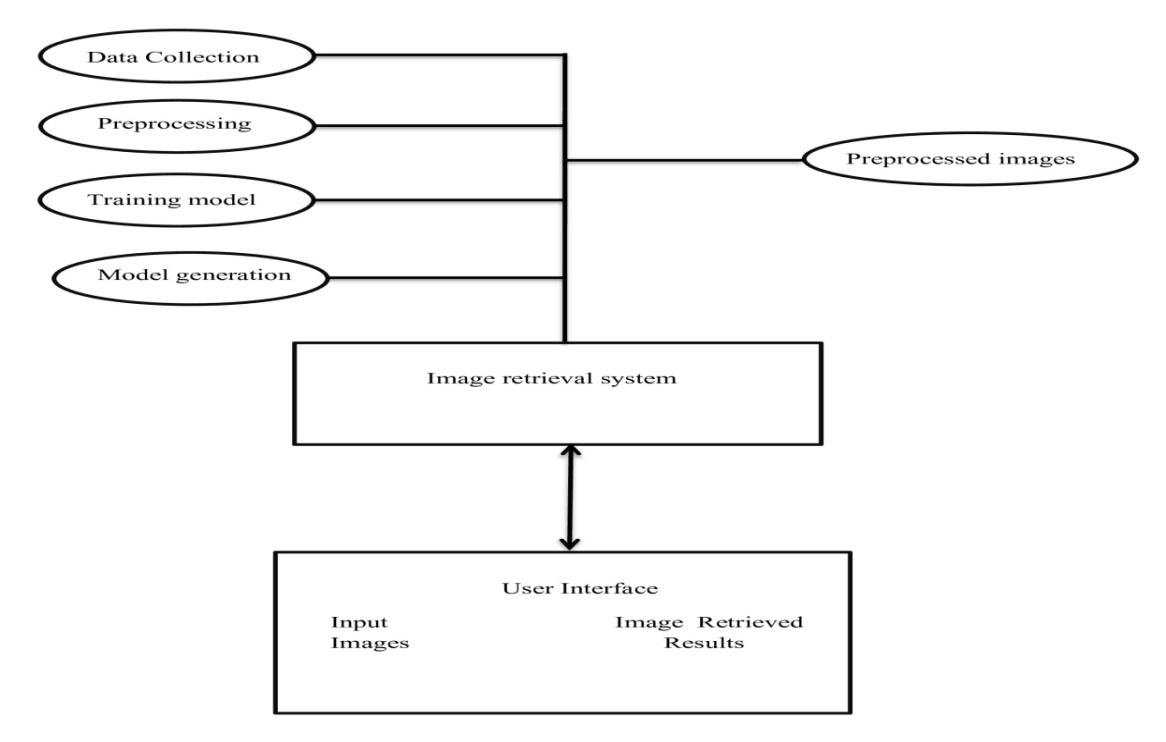 Data Collection
Preprocessing
Preprocessed images
Training model
Model generation
Image retrieval system
User Interface
Input
Images
Image Retrieved
Results